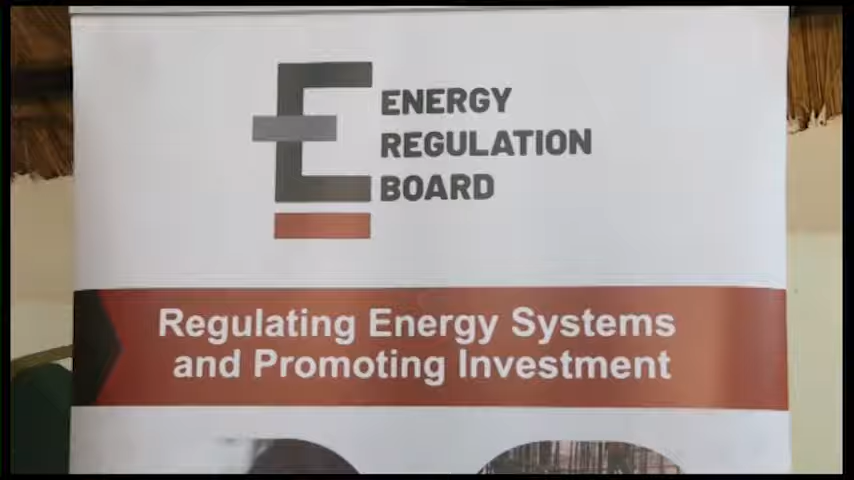 ENERGY
REGULATION
BOARD
Regulating Energy Systems
and Promoting Investment